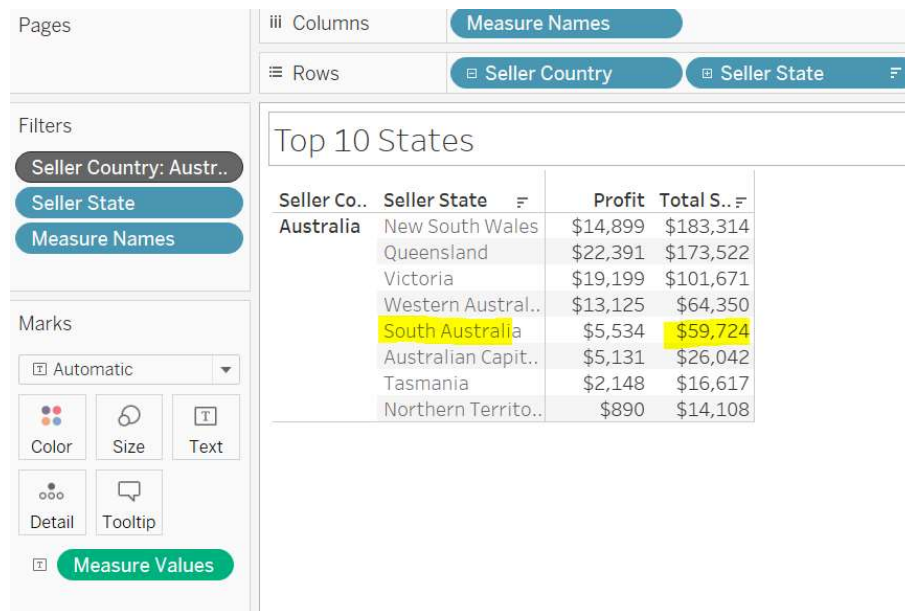 Pages
iii Columns
Measure Names
Rows
Seller Country
Seller State
Filters
Seller Country: Austr..
Seller State
Measure Names
Top 10 States
Seller Co.. Seller State Profit Total S..
Australia New South Wales $14,899 $183,314
Queensland $22,391 $173,522
Victoria $19,199 $101,671
Western Austral.. $13,125 $64,350
South Australia $5,534 $59,724
Australian Capit.. $5,131 $26,042
Tasmania $2,148 $16,617
Northern Territo.. $890 $14,108
Marks
T Automatic
Color Size Text
Detail Tooltip
T Measure Values